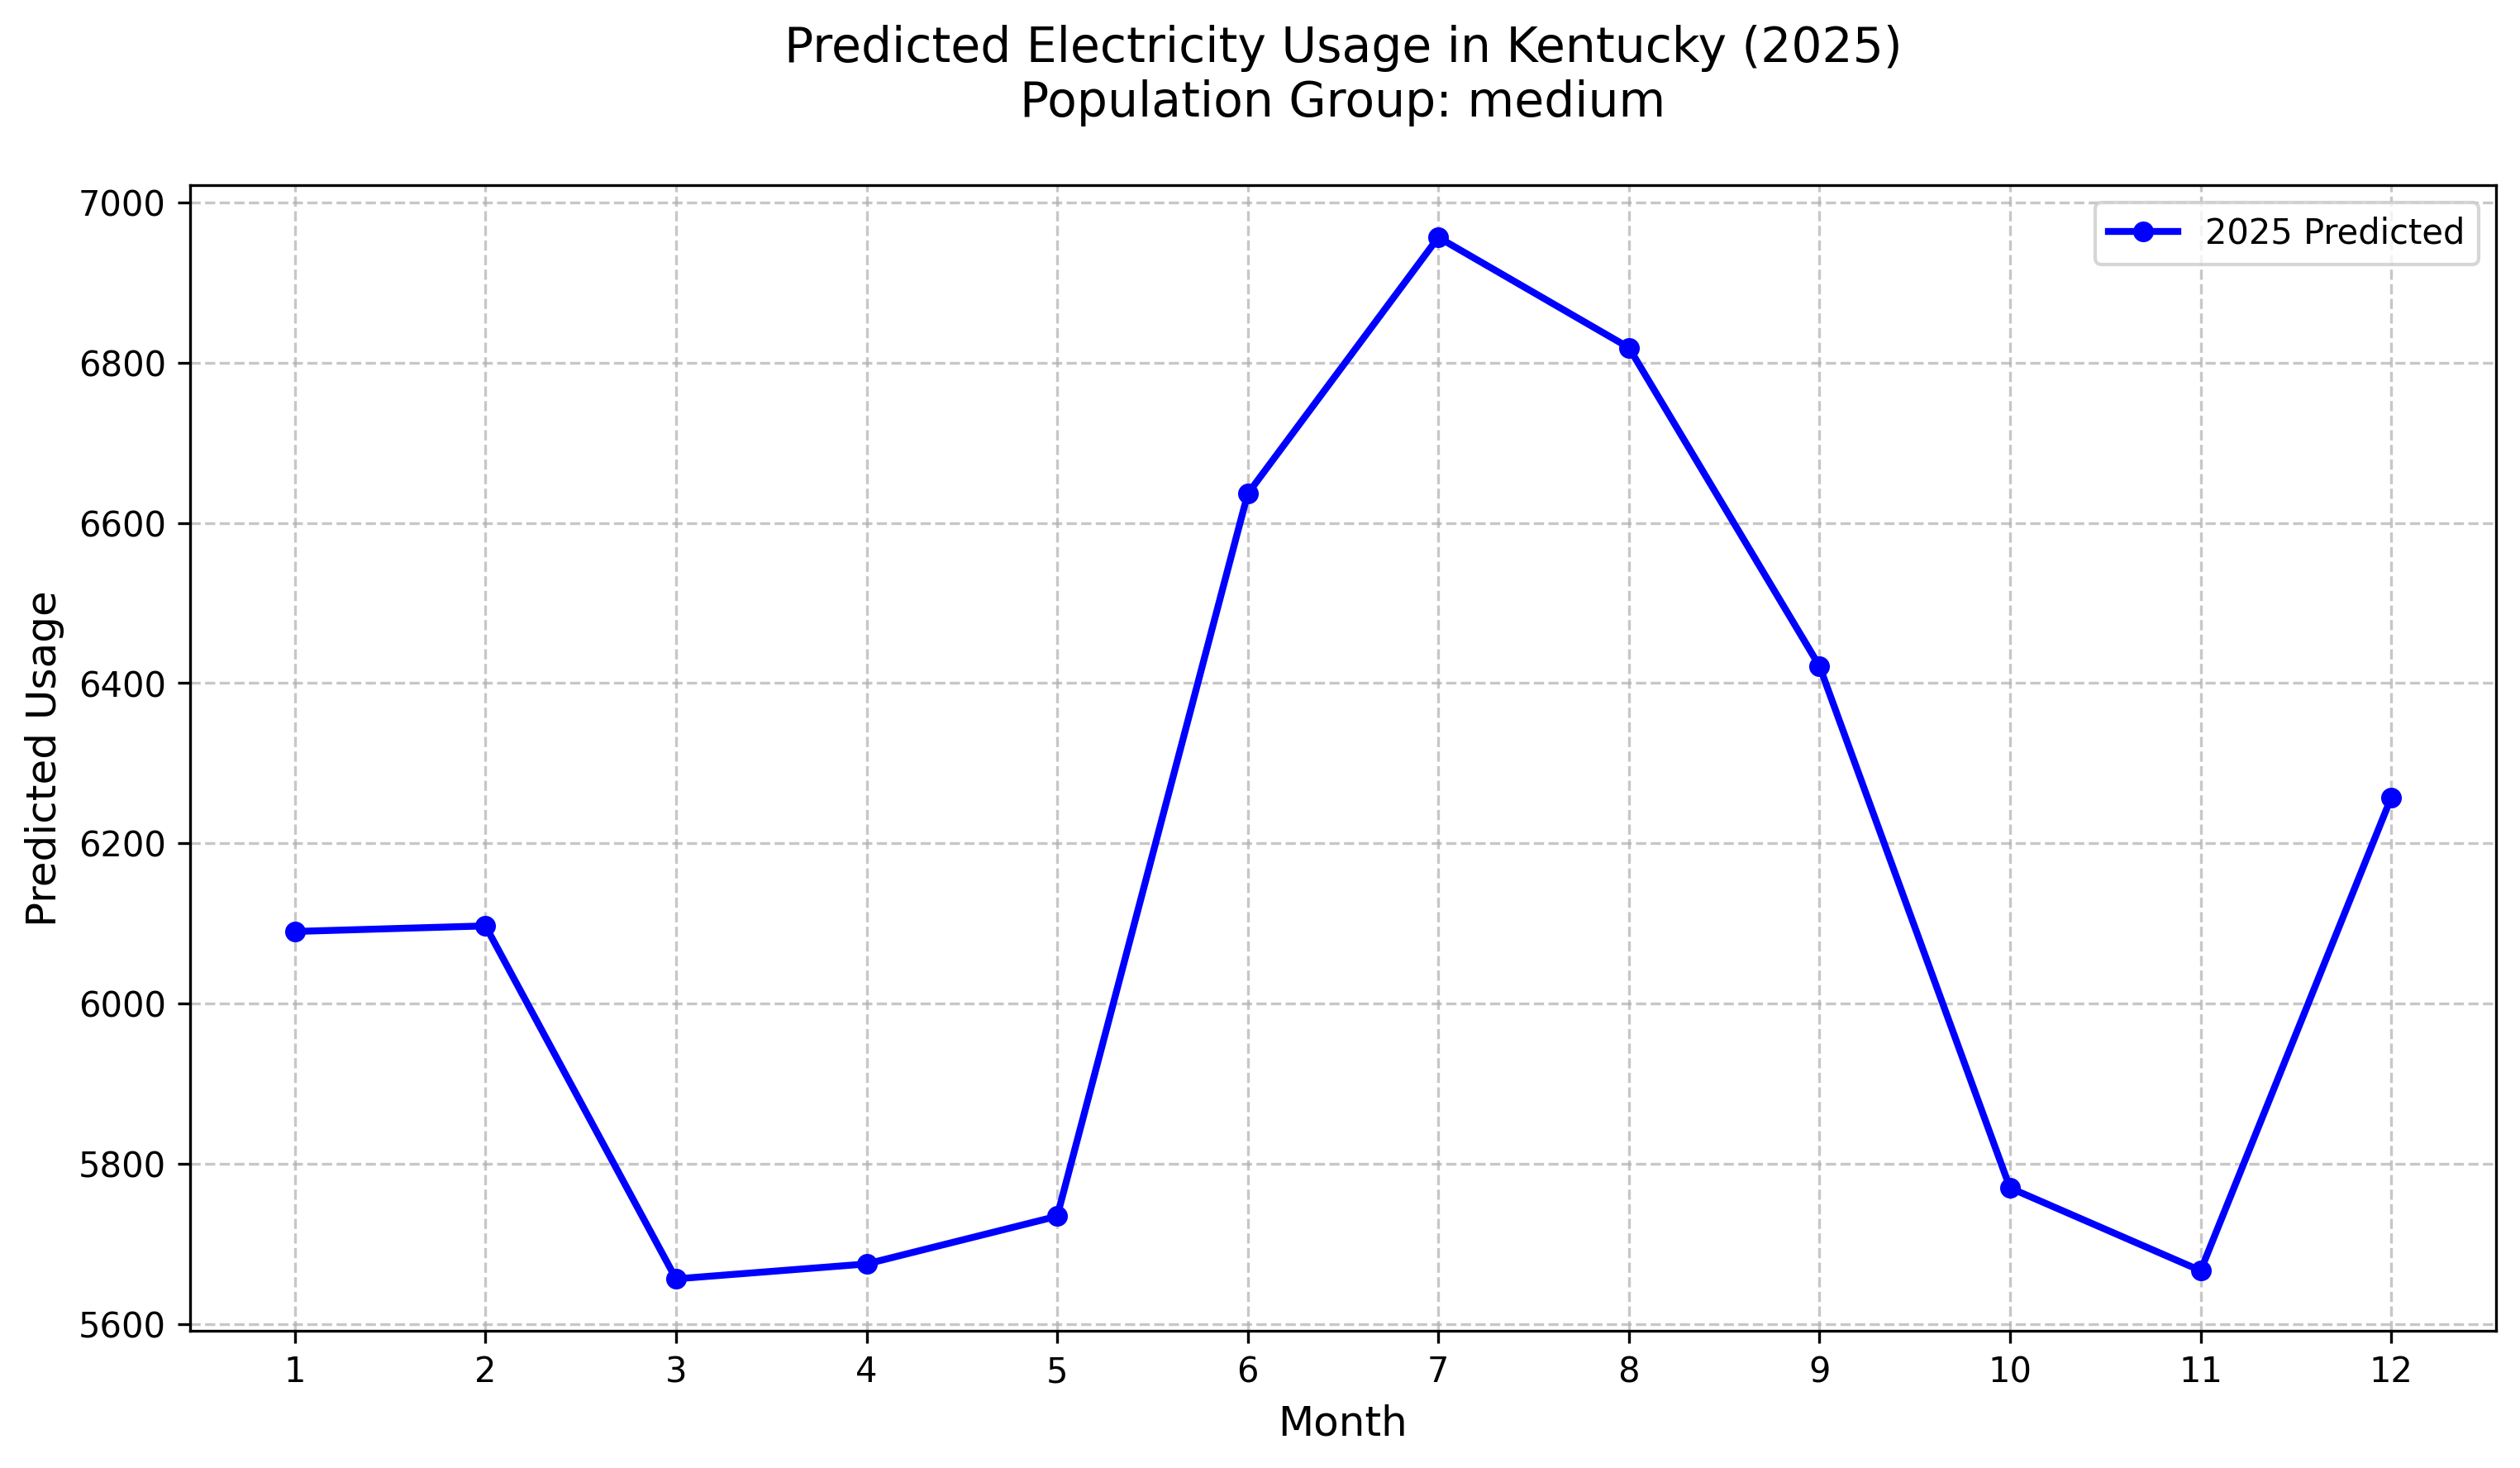 Predicted Electricity Usage in Kentucky (2025)
Population Group: medium
2025 Predicted
Predicted Usage
7000
6800
6600
6400
6200
6000
5800
5600
1 2 3 4 5 6 7 8 9 10 11 12
Month